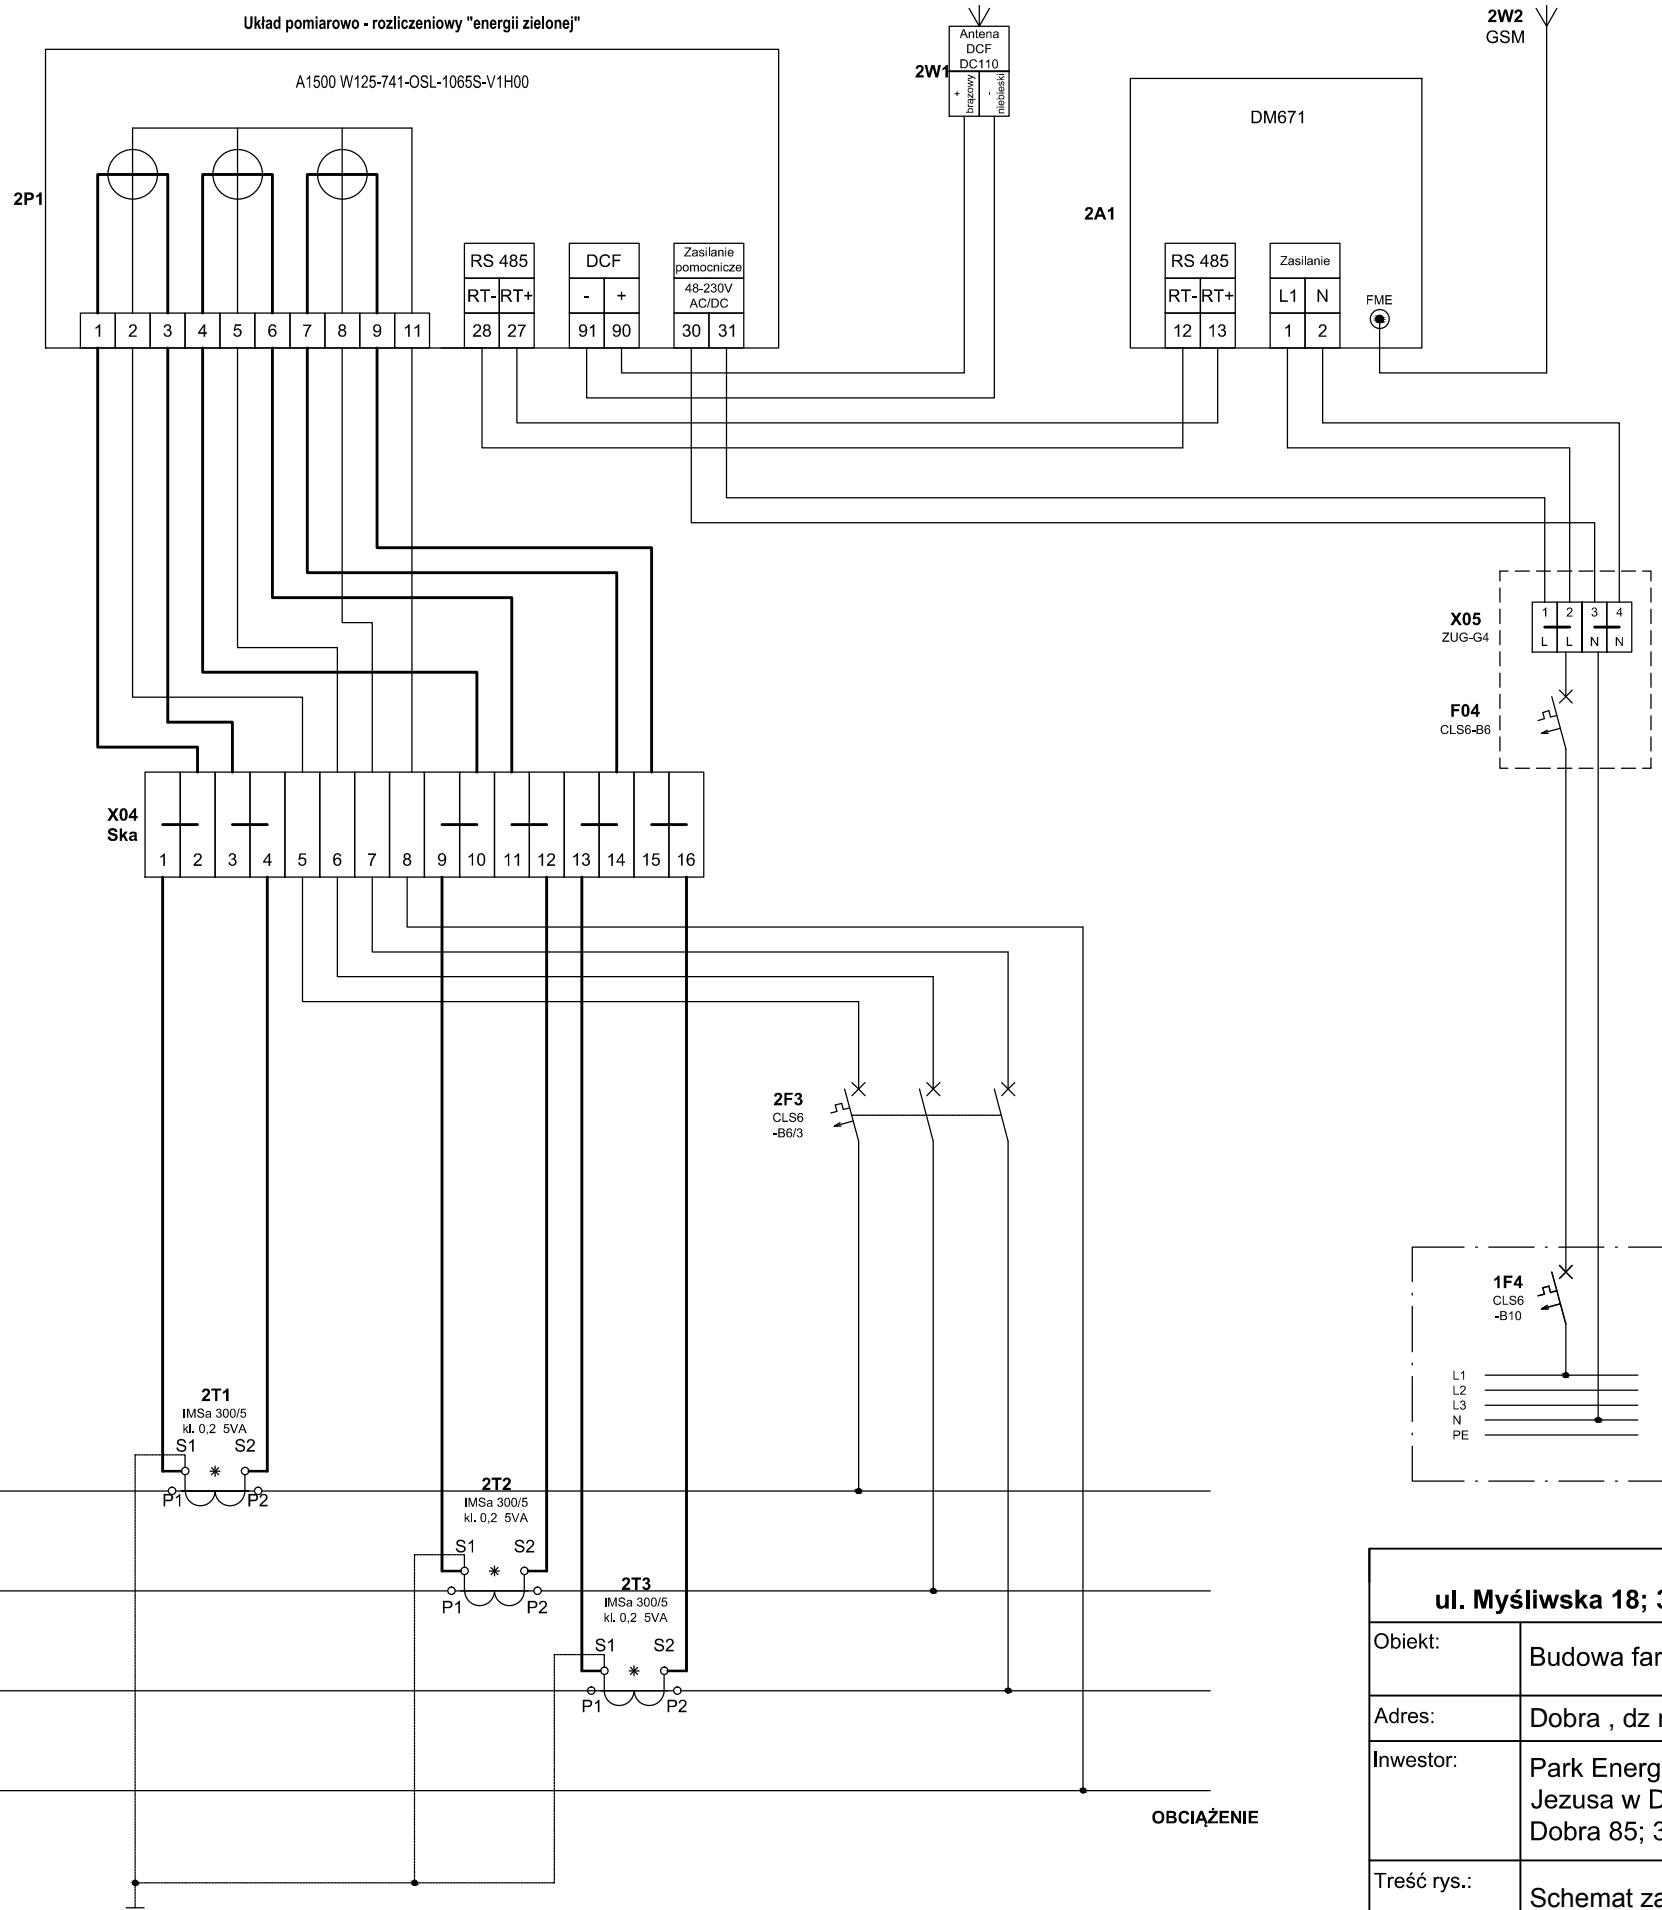 Układ pomiarowo - rozliczeniowy "energii zielonej"
A1500 W125-741-OSL-1065S-V1H00
2P1
RS 485
RT- RT+
28 27
DCF
- +
91 90
Zasilanie
pomocnicze
48-230V
AC/DC
30 31
1 2 3 4 5 6 7 8 9 11
2W1
Antena
DCF
DC110
+
brązowy
-
niebieski
2W2
GSM
DM671
2A1
RS 485
RT- RT+
12 13
Zasilanie
L1 N
1 2
FME
X05
ZUG-G4
1 2 3 4
L L N N
F04
CLS6-B6
X04
Ska
1 2 3 4 5 6 7 8 9 10 11 12 13 14 15 16
2F3
CLS6
-B6/3
1F4
CLS6
-B10
L1
L2
L3
N
PE
2T1
IMSa 300/5
kl. 0,2 5VA
S1 S2
P1 P2
2T2
IMSa 300/5
kl. 0,2 5VA
S1 S2
P1 P2
2T3
IMSa 300/5
kl. 0,2 5VA
S1 S2
P1 P2
OBCIĄŻENIE
ul. Myśliwska 18;
Obiekt:
Budowa far
Adres:
Dobra , dz
Inwestor:
Park Energ
Jezusa w D
Dobra 85; 3
Treść rys.:
Schemat za